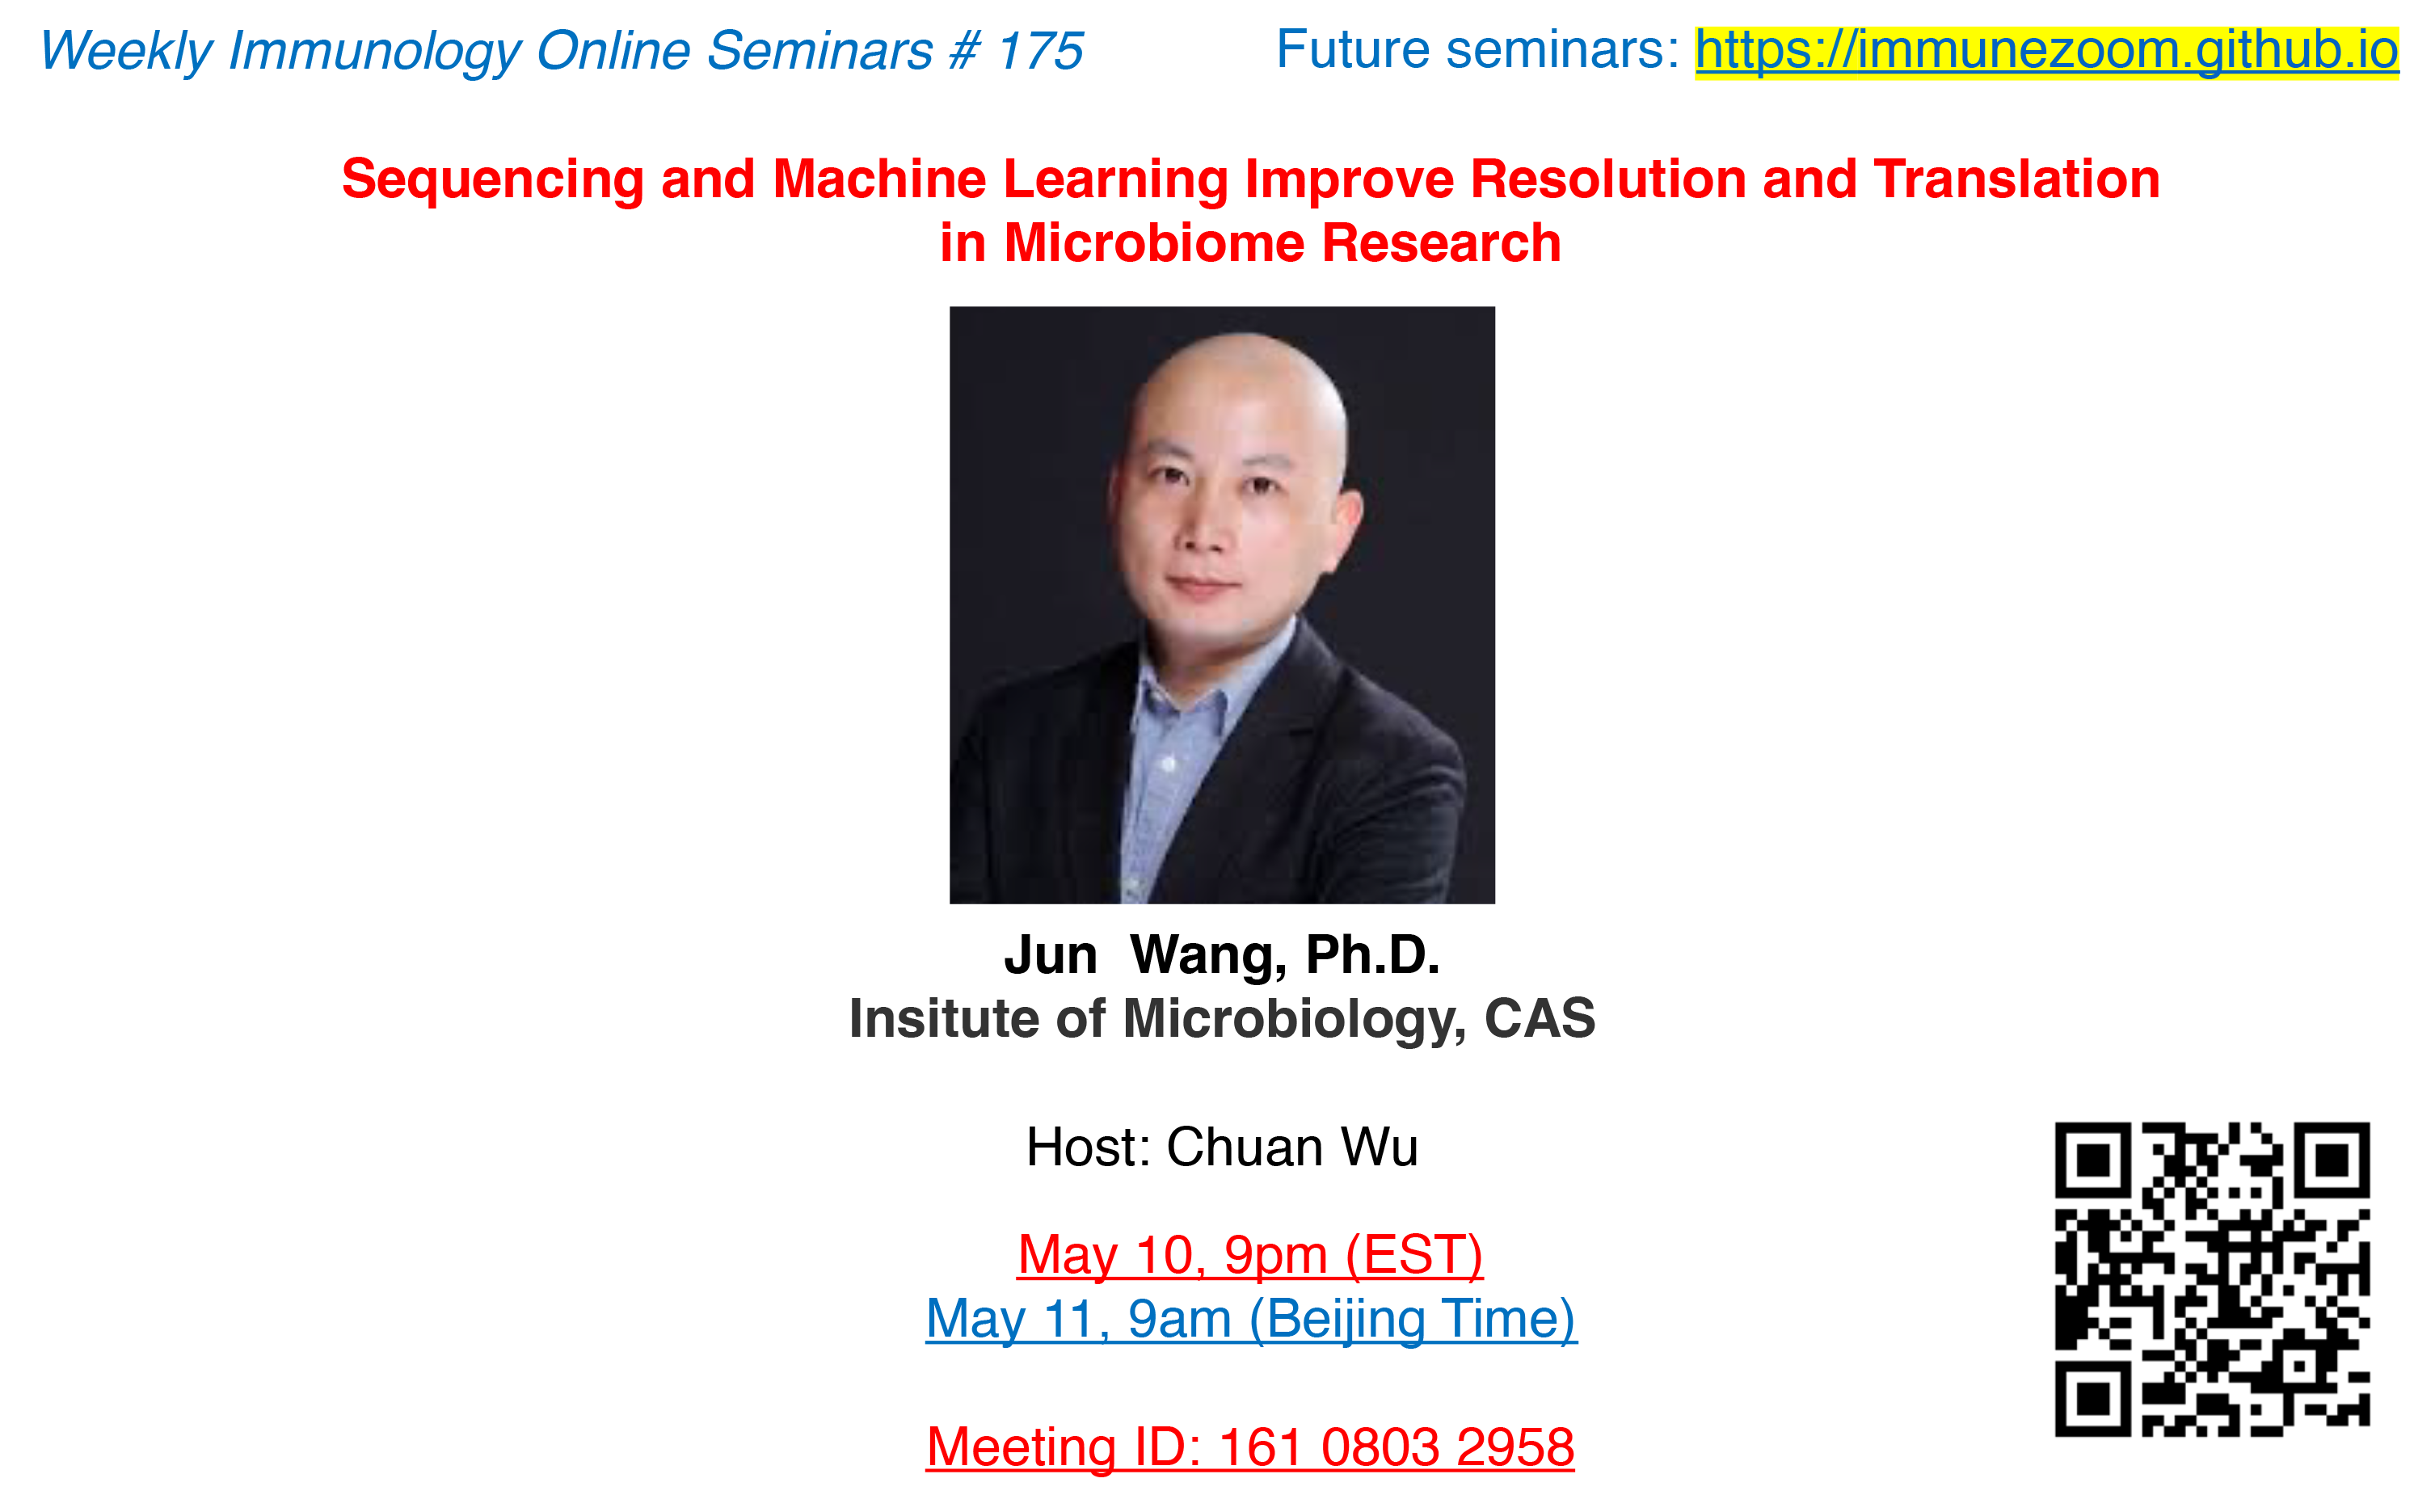 Weekly Immunology Online Seminars # 175
Future seminars: https://immunezoom.github.io
Sequencing and Machine Learning Improve Resolution and Translation
in Microbiome Research
Jun  Wang, Ph.D.
Insitute of Microbiology, CAS
Host: Chuan Wu
May 10, 9pm (EST)
May 11, 9am (Beijing Time)
Meeting ID: 161 0803 2958